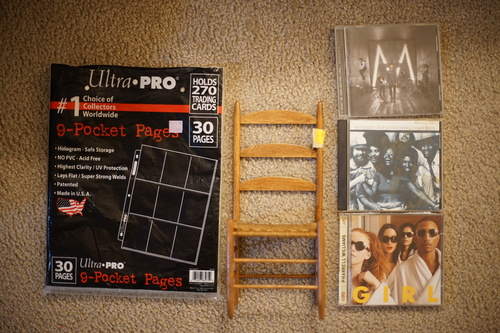 Ultra•PRO®
HOLDS
270
TRADING
CARDS
#1 Choice of
Collectors
Worldwide
9-Pocket Pages
30
PAGES
• Hologram - Safe Storage
• NO PVC - Acid Free
• Highest Clarity / UV Protection
• Lays Flat / Super Strong Welds
• Patented
• Made in U.S.A.
30
PAGES
Ultra•PRO
9-Pocket Pages
M
PHARRELL WILLIAMS
GIRL